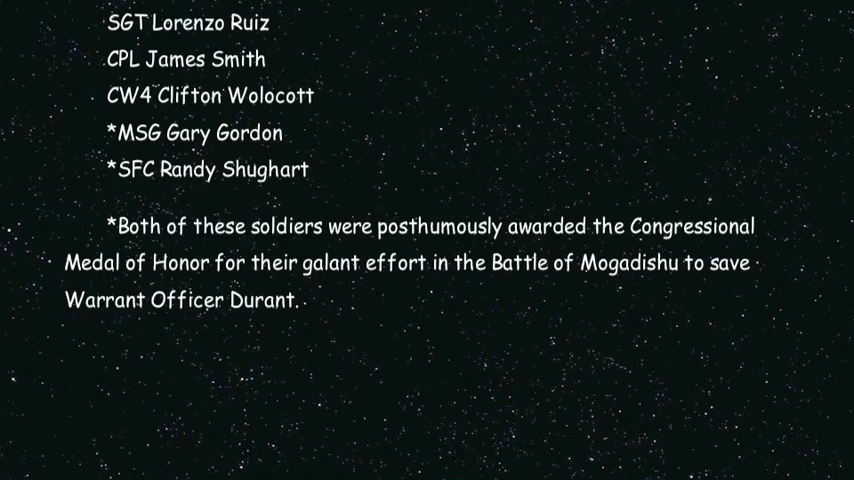 SGT Lorenzo Ruiz
CPL James Smith
CW4 Clifton Wolocott
*MSG Gary Gordon
*SFC Randy Shughart
*Both of these soldiers were posthumously awarded the Congressional
Medal of Honor for their galant effort in the Battle of Mogadishu to save
Warrant Officer Durant.